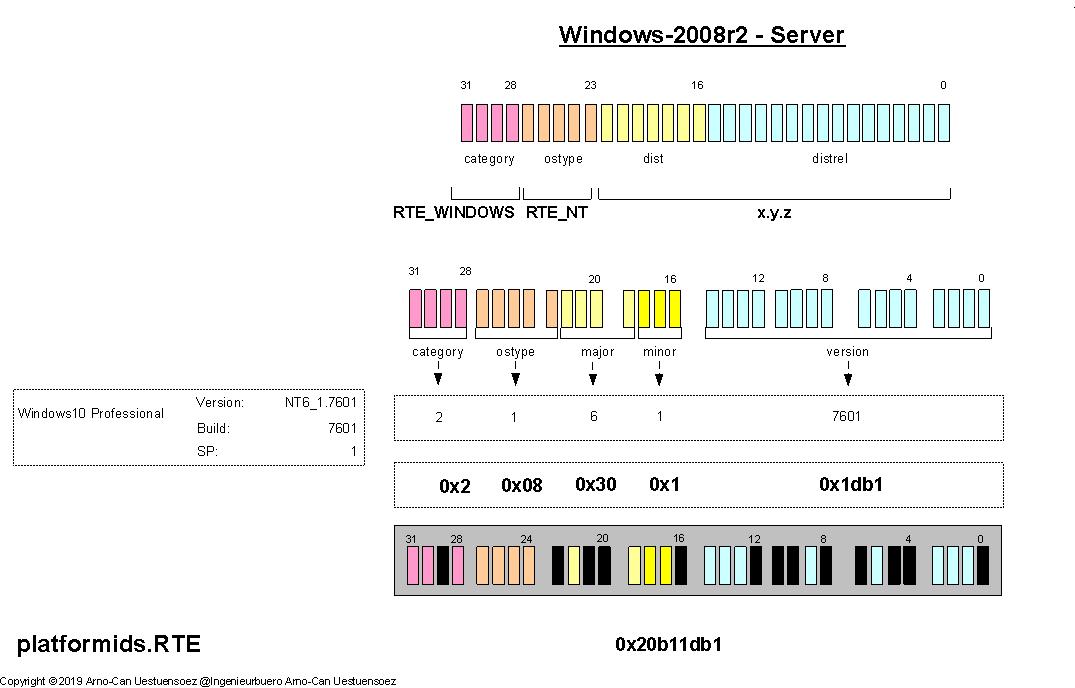 Windows-2008r2 - Server
31 28 23 16 0
category ostype dist distrel
RTE_WINDOWS RTE_NT x.y.z
31 28 20 16 12 8 4 0
category ostype major minor version
Windows10 Professional
Version: NT6_1.7601
Build: 7601
SP: 1
2 1 6 1 7601
0x2 0x08 0x30 0x1 0x1db1
31 28 24 20 16 12 8 4 0
platformids.RTE
0x20b11db1
Copyright ©2019 Arno-Can Uestuensoez @Ingenieurbuero Arno-Can Uestuensoez